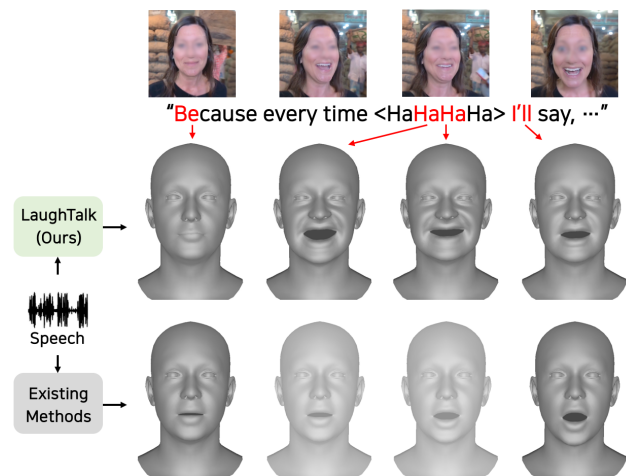 “Because every time <HaHaHaHa> I’ll say, ···”
LaughTalk
(Ours)
Speech
Existing
Methods